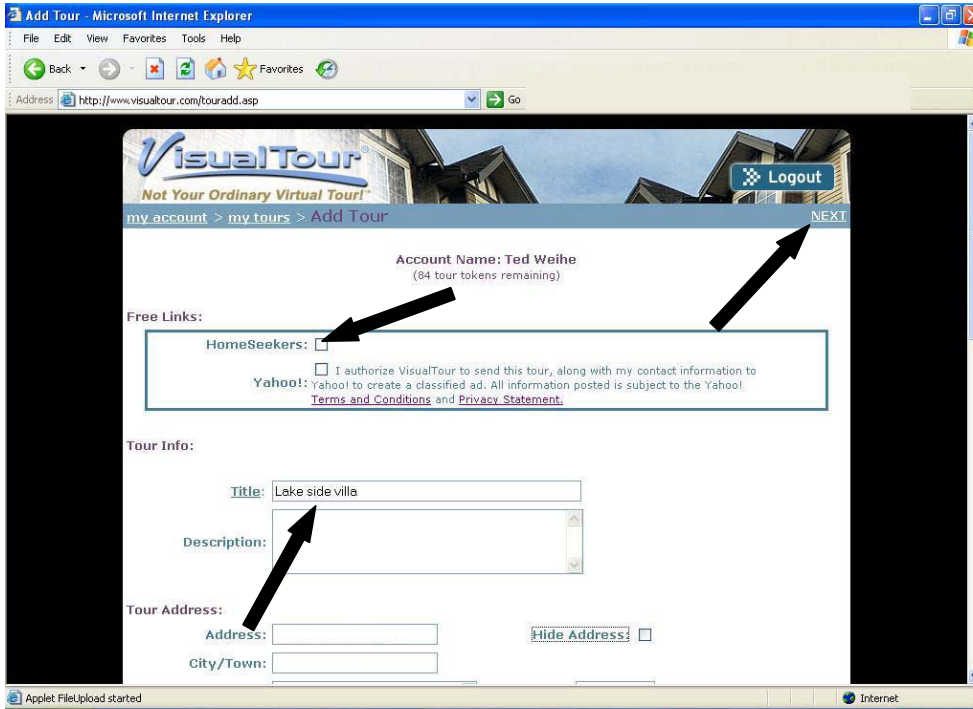 Add Tour - Microsoft Internet Explorer
File Edit View Favorites Tools Help
Back Favorites
Address http://www.visualtour.com/touradd.asp Go
VisualTour®
Not Your Ordinary Virtual Tour!™
Logout
my account > my tours > Add Tour NEXT
Account Name: Ted Weihe
(84 tour tokens remaining)
Free Links:
HomeSeekers:
Yahoo!: I authorize VisualTour to send this tour, along with my contact information to
Yahoo! to create a classified ad. All information posted is subject to the Yahoo!
Terms and Conditions and Privacy Statement.
Tour Info:
Title: Lake side villa
Description:
Tour Address:
Address: Hide Address:
City/Town:
Applet FileUpload started Internet